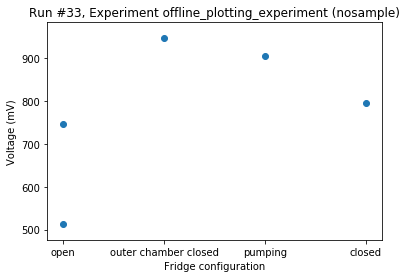 Run #33, Experiment offline_plotting_experiment (nosample)
900
800
700
600
500
Voltage (mV)
open
outer chamber closed
pumping
closed
Fridge configuration